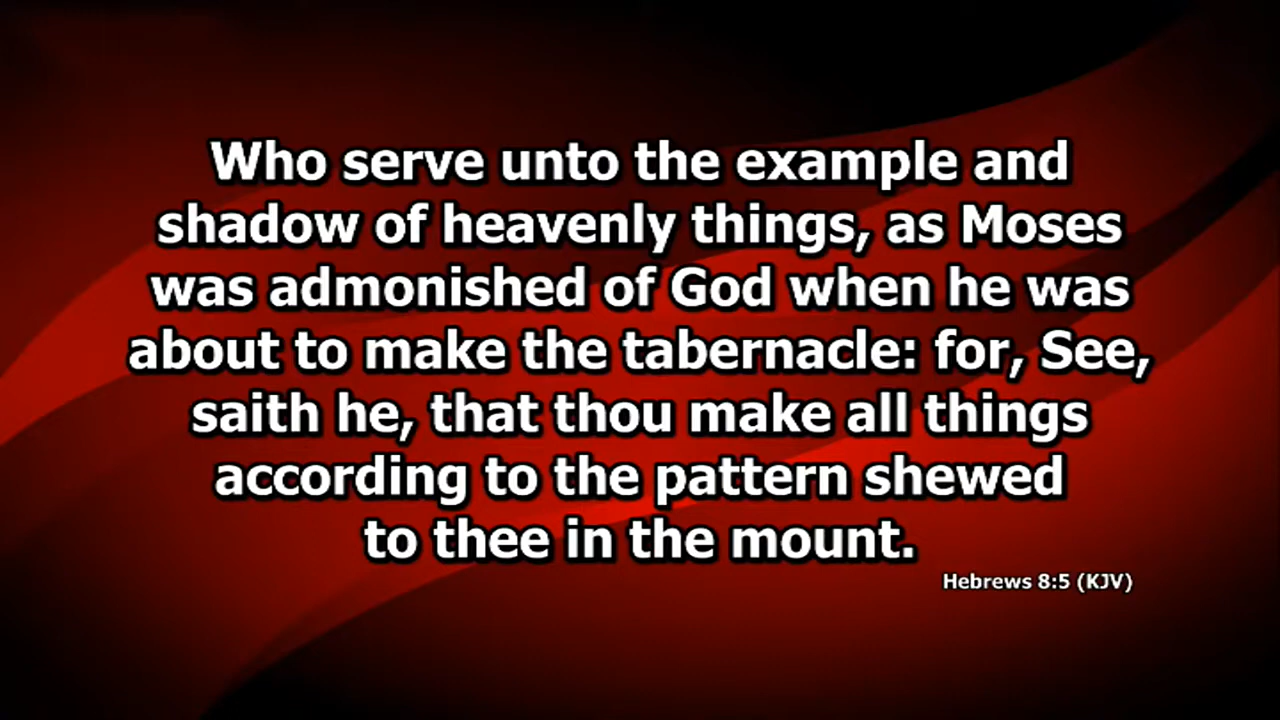 Who serve unto the example and
shadow of heavenly things, as Moses
was admonished of God when he was
about to make the tabernacle: for, See,
saith he, that thou make all things
according to the pattern shewed
to thee in the mount.
Hebrews 8:5 (KJV)